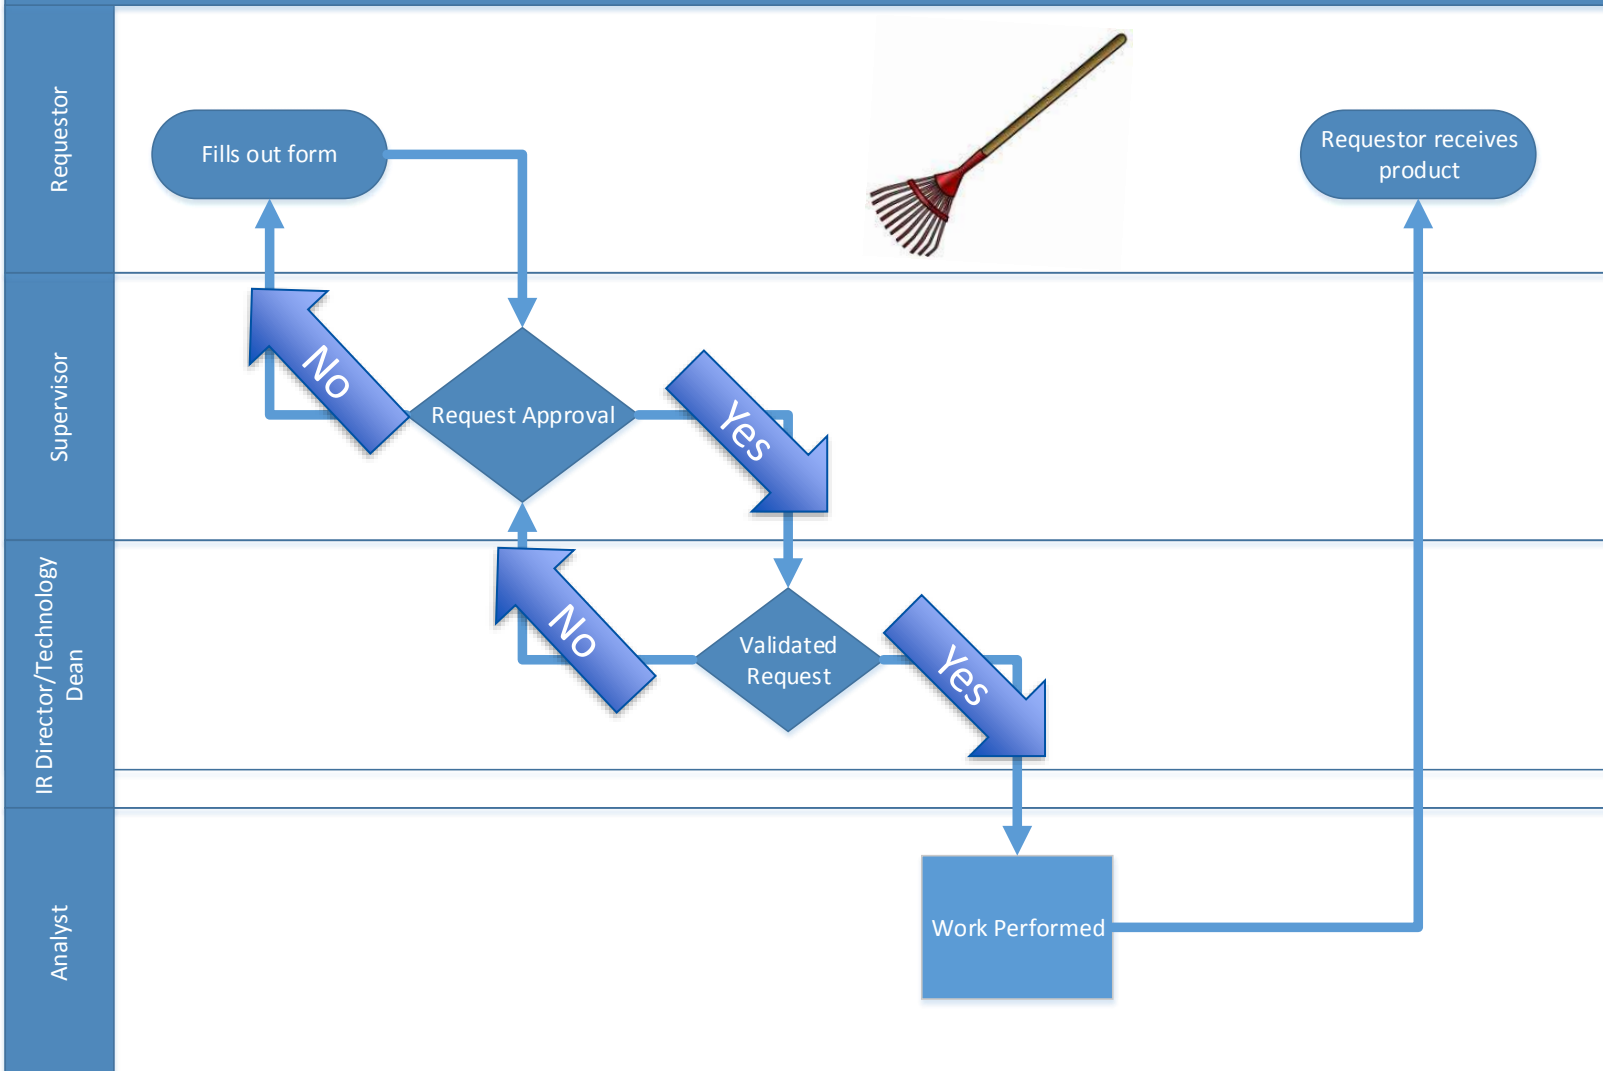 Requestor
Fills out form
Requestor receives
product
Supervisor
No
Request Approval
Yes
IR Director/Technology
Dean
No
Validated
Request
Yes
Analyst
Work Performed